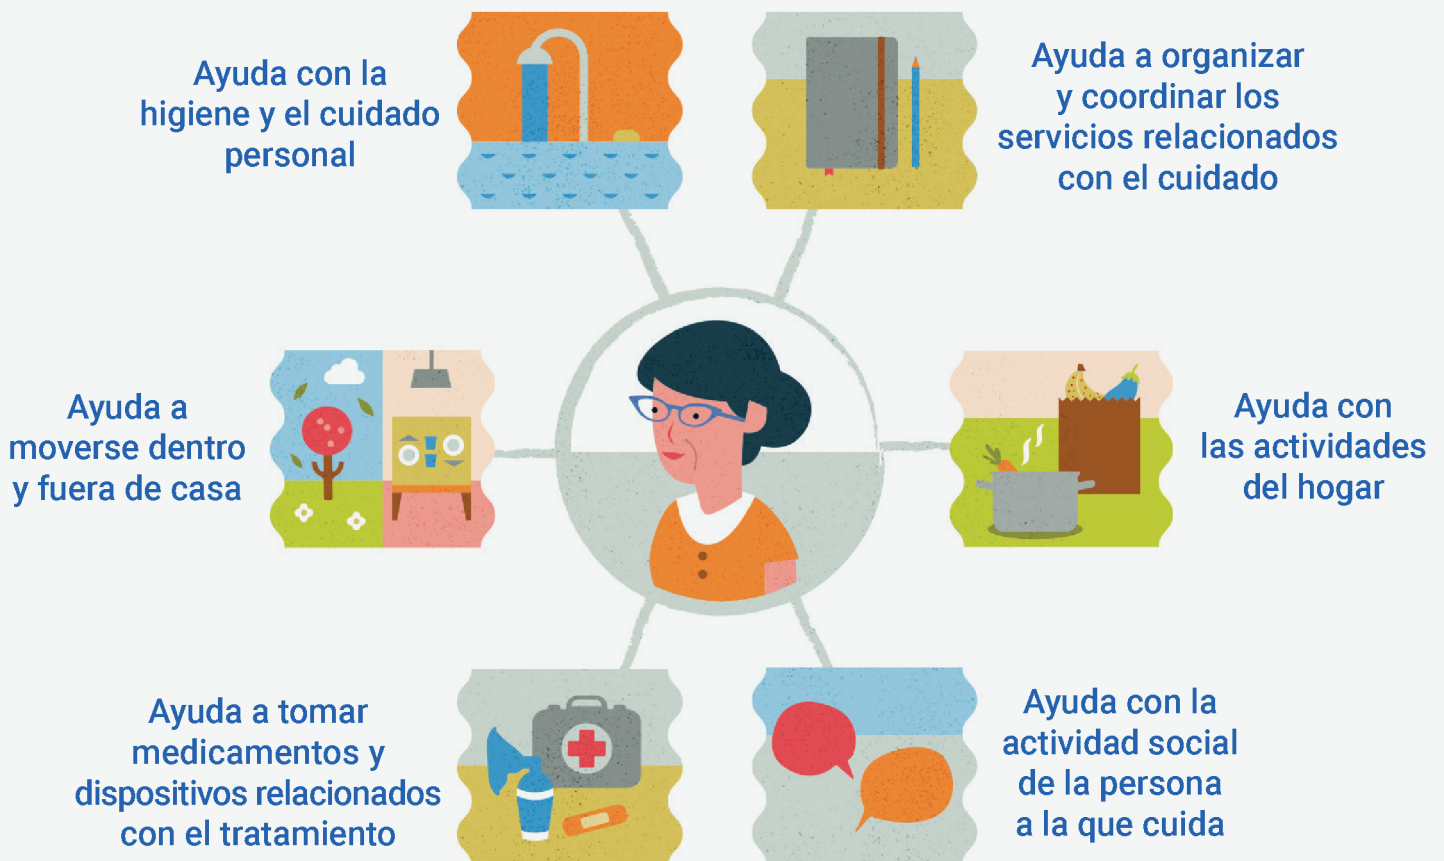 Ayuda con la
higiene y el cuidado
personal
Ayuda a organizar
y coordinar los
servicios relacionados
con el cuidado
Ayuda a
moverse dentro
y fuera de casa
Ayuda con
las actividades
del hogar
Ayuda a tomar
medicamentos y
dispositivos relacionados
con el tratamiento
Ayuda con la
actividad social
de la persona
a la que cuida